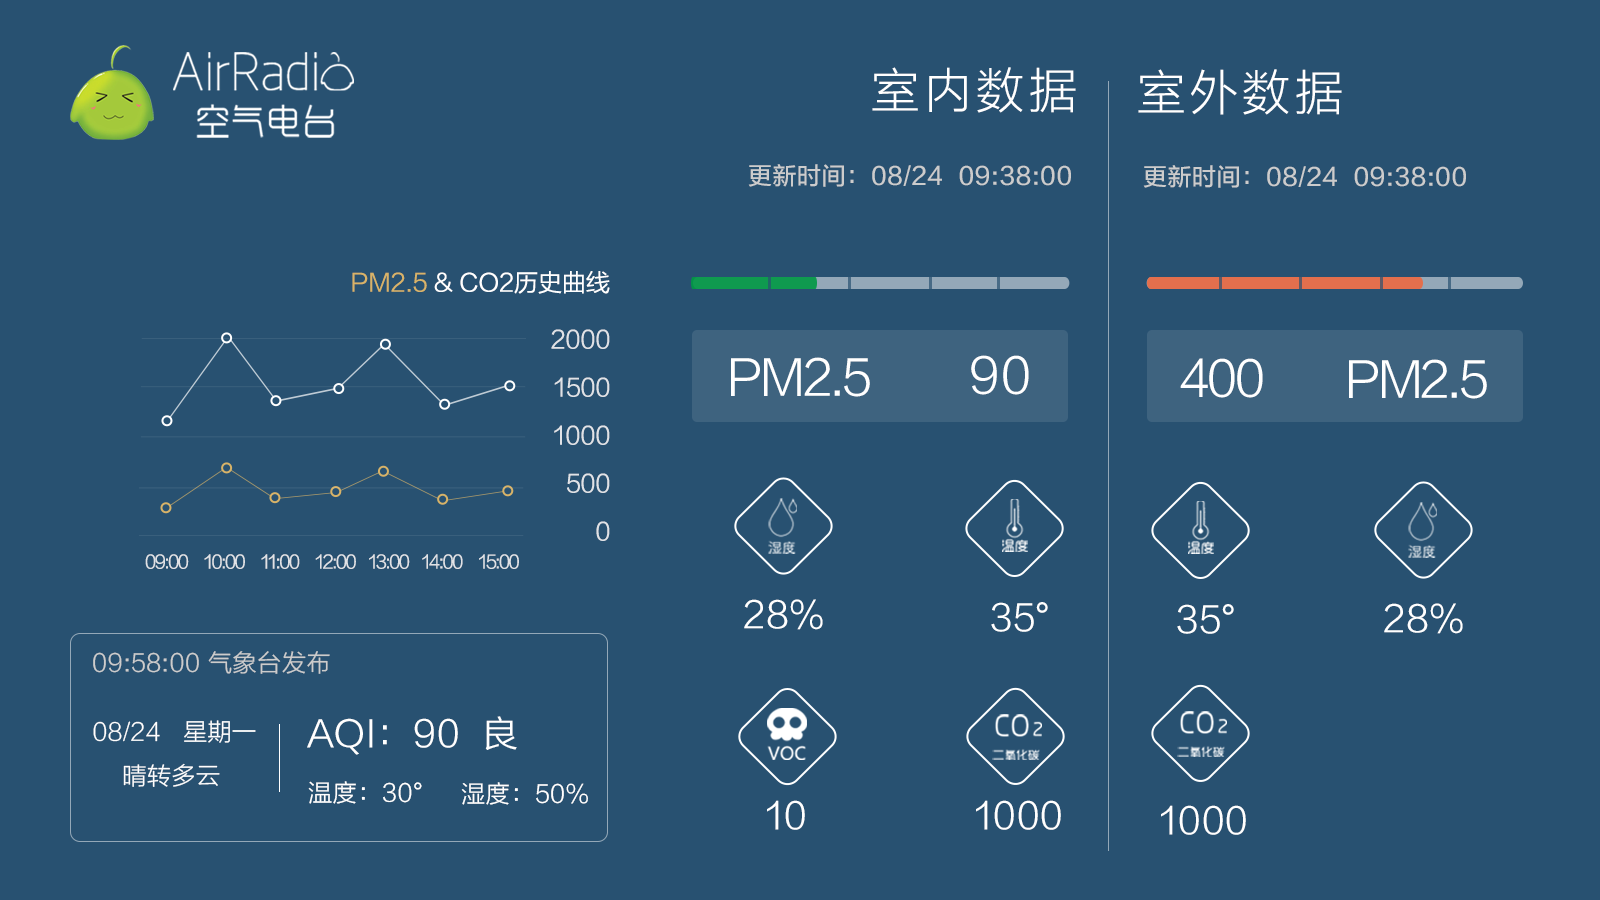 AirRadio
空气电台
PM2.5 & CO2历史曲线
2000
1500
1000
500
0
09:00 10:00 11:00 12:00 13:00 14:00 15:00
09:58:00 气象台发布
08/24 星期一
晴转多云
AQI：90 良
温度：30° 湿度：50%
室内数据
更新时间：08/24 09:38:00
PM2.5 90
湿度
28%
温度
35°
VOC
10
CO2
二氧化碳
1000
室外数据
更新时间：08/24 09:38:00
400 PM2.5
温度
35°
湿度
28%
CO2
二氧化碳
1000